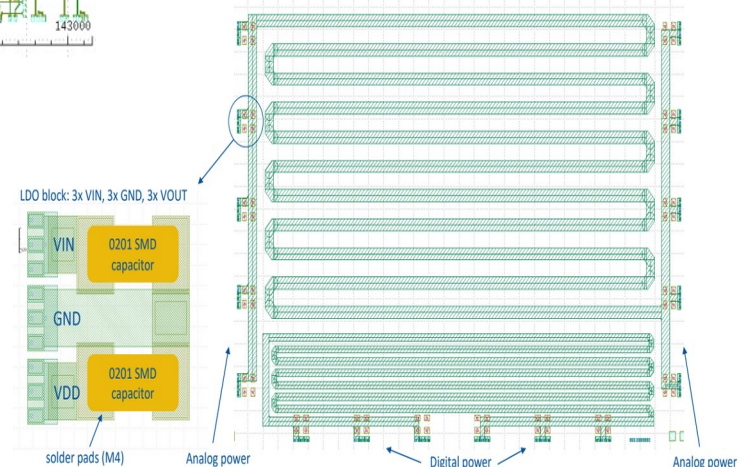 143000
LDO block: 3x VIN, 3x GND, 3x VOUT
VIN
0201 SMD
capacitor
GND
VDD
0201 SMD
capacitor
solder pads (M4)
Analog power
Digital power
Analog power